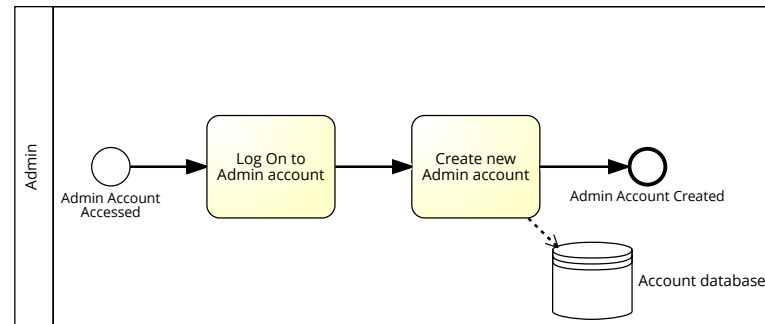 Admin
Log On to
Admin account
Create new
Admin account
Admin Account
Accessed
Admin Account Created
Account database